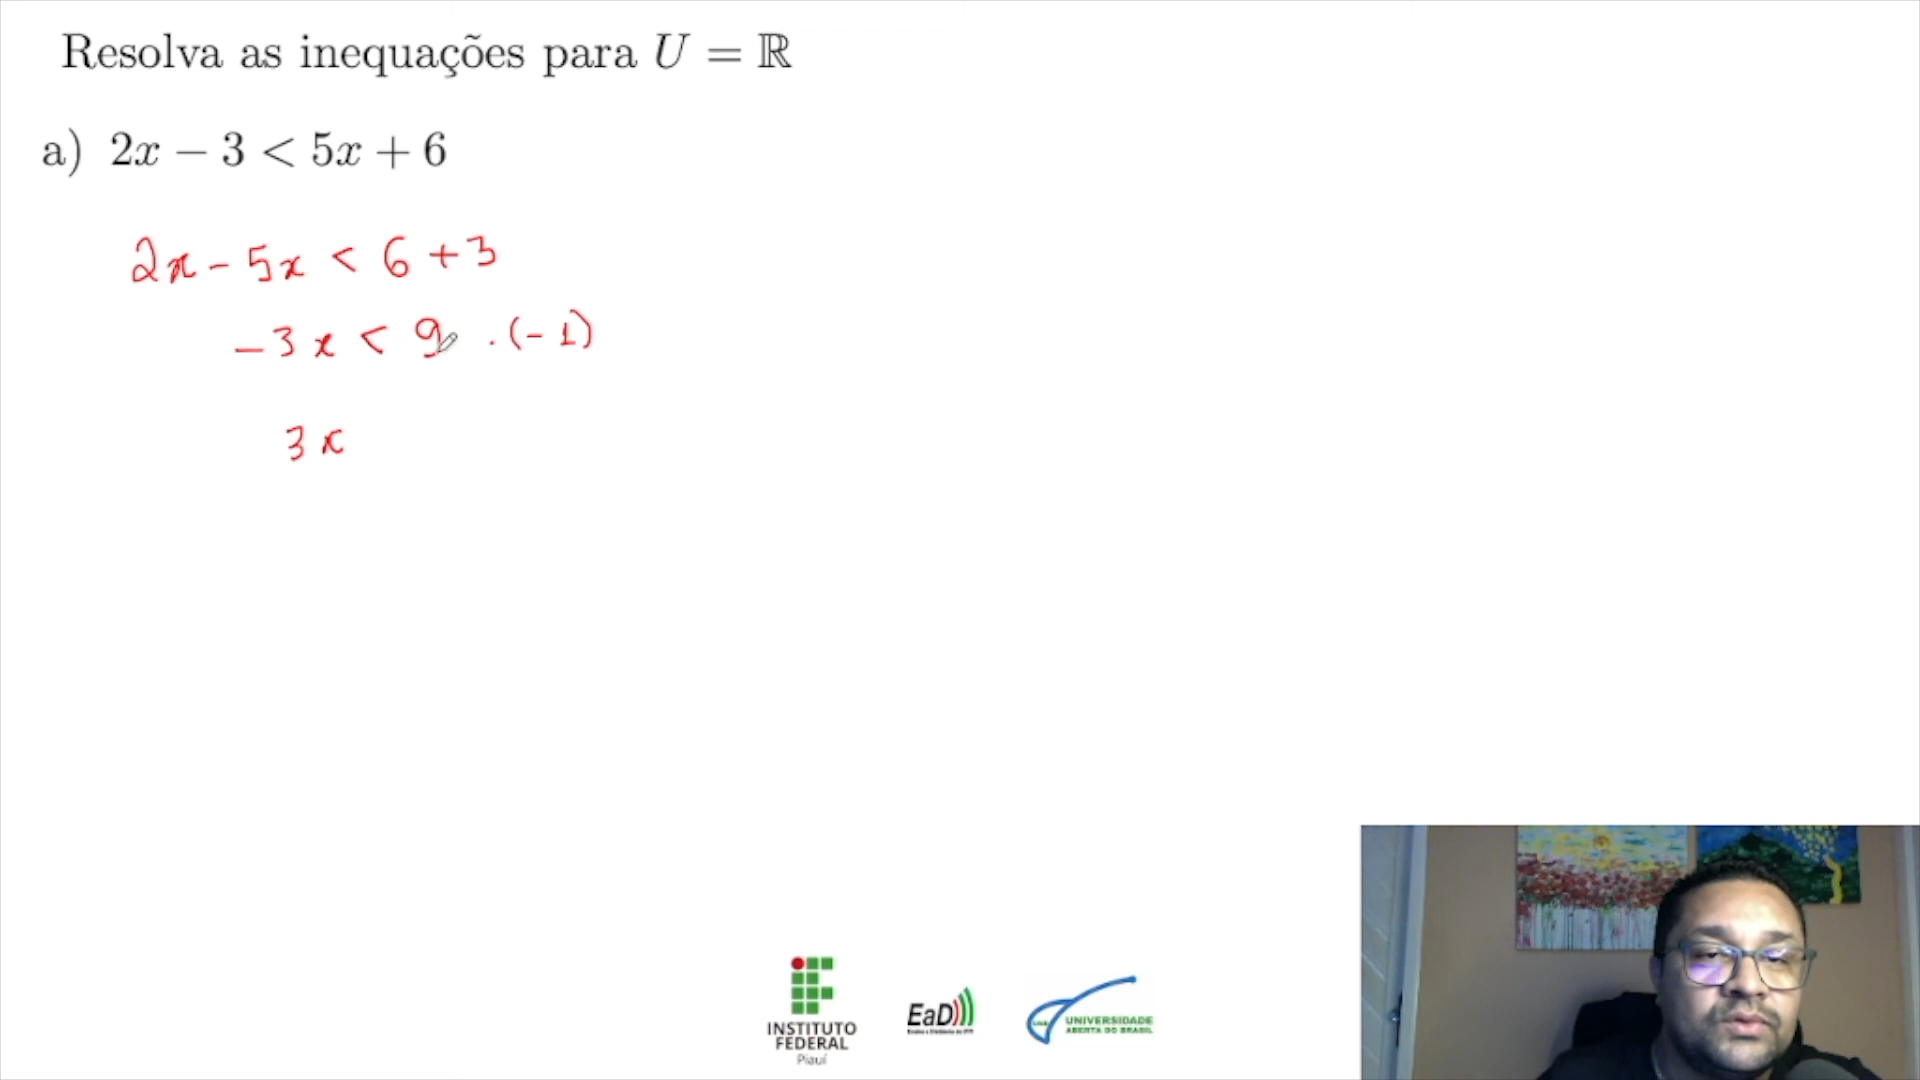 Resolva as inequações para U = ℝ
a) 2x − 3 < 5x + 6
2x - 5x < 6 + 3
- 3x < 9 . (- 1)
3x
INSTITUTO
FEDERAL
Piauí
EaD
UAB
UNIVERSIDADE
ABERTA DO BRASIL